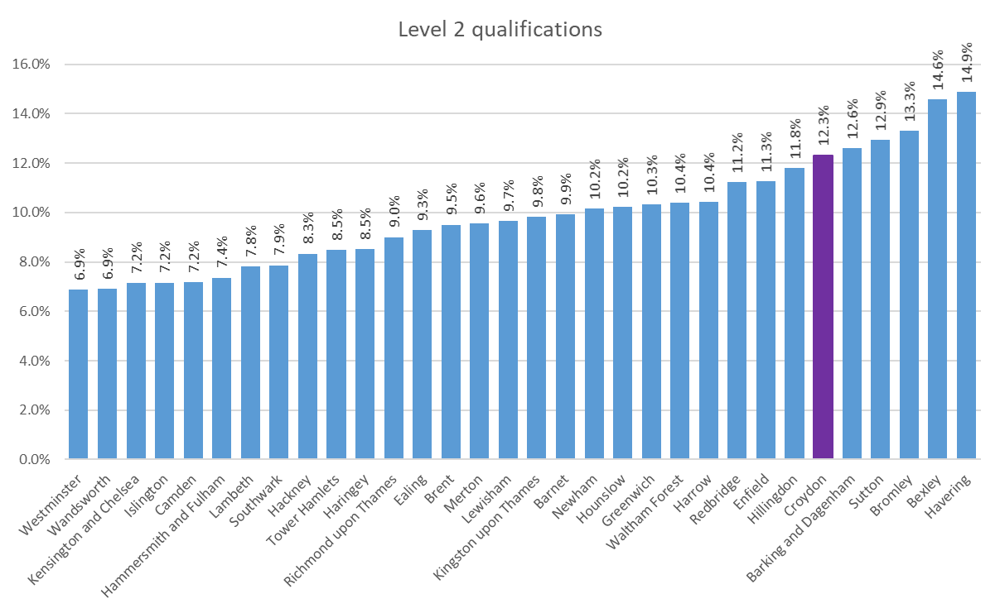 Level 2 qualifications
16.0%
14.0%
12.0%
10.0%
8.0%
6.0%
4.0%
2.0%
0.0%
6.9%
6.9%
7.2%
7.2%
7.2%
7.4%
7.8%
7.9%
8.3%
8.5%
8.5%
9.0%
9.3%
9.5%
9.6%
9.7%
9.8%
9.9%
10.2%
10.2%
10.3%
10.4%
10.4%
11.2%
11.3%
11.8%
12.3%
12.6%
12.9%
13.3%
14.6%
14.9%
Westminster
Wandsworth
Kensington and Chelsea
Islington
Camden
Hammersmith and Fulham
Lambeth
Southwark
Hackney
Tower Hamlets
Haringey
Richmond upon Thames
Ealing
Brent
Merton
Lewisham
Kingston upon Thames
Barnet
Newham
Hounslow
Greenwich
Waltham Forest
Harrow
Redbridge
Enfield
Hillingdon
Croydon
Barking and Dagenham
Sutton
Bromley
Bexley
Havering